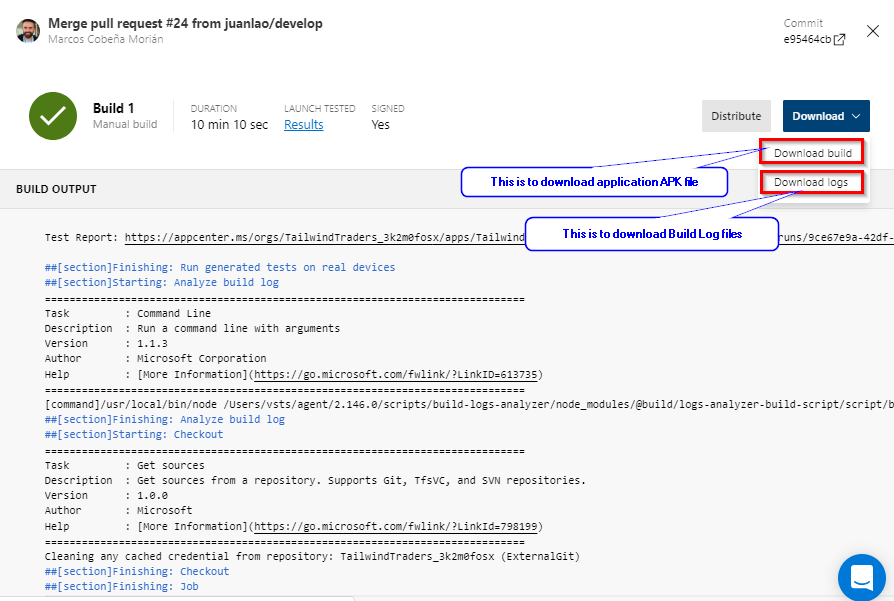 Merge pull request #24 from juanlao/develop
Marcos Cobeña Morián
Commit
e95464cb
Build 1
Manual build
DURATION
10 min 10 sec
LAUNCH TESTED
Results
SIGNED
Yes
Distribute
Download
Download build
Download logs
This is to download application APK file
This is to download Build Log files
BUILD OUTPUT
Test Report: https://appcenter.ms/orgs/TailwindTraders_3k2m0fosx/apps/Tailwind runs/9ce67e9a-42df-
##[section]Finishing: Run generated tests on real devices
##[section]Starting: Analyze build log
================================================================================
Task : Command Line
Description : Run a command line with arguments
Version : 1.1.3
Author : Microsoft Corporation
Help : [More Information](https://go.microsoft.com/fwlink/?LinkID=613735)
================================================================================
[command]/usr/local/bin/node /Users/vsts/agent/2.146.0/scripts/build-logs-analyzer/node_modules/@build/logs-analyzer-build-script/script/b
##[section]Finishing: Analyze build log
##[section]Starting: Checkout
================================================================================
Task : Get sources
Description : Get sources from a repository. Supports Git, TfsVC, and SVN repositories.
Version : 1.0.0
Author : Microsoft
Help : [More Information](https://go.microsoft.com/fwlink/?LinkId=798199)
================================================================================
Cleaning any cached credential from repository: TailwindTraders_3k2m0fosx (ExternalGit)
##[section]Finishing: Checkout
##[section]Finishing: Job